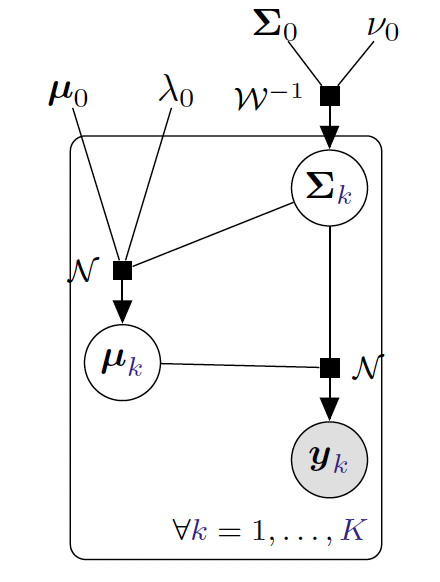 Σ₀ ν₀
μ₀ λ₀ 𝒲⁻¹
Σₖ
𝒩
μₖ 𝒩
yₖ
∀k = 1, . . . , K